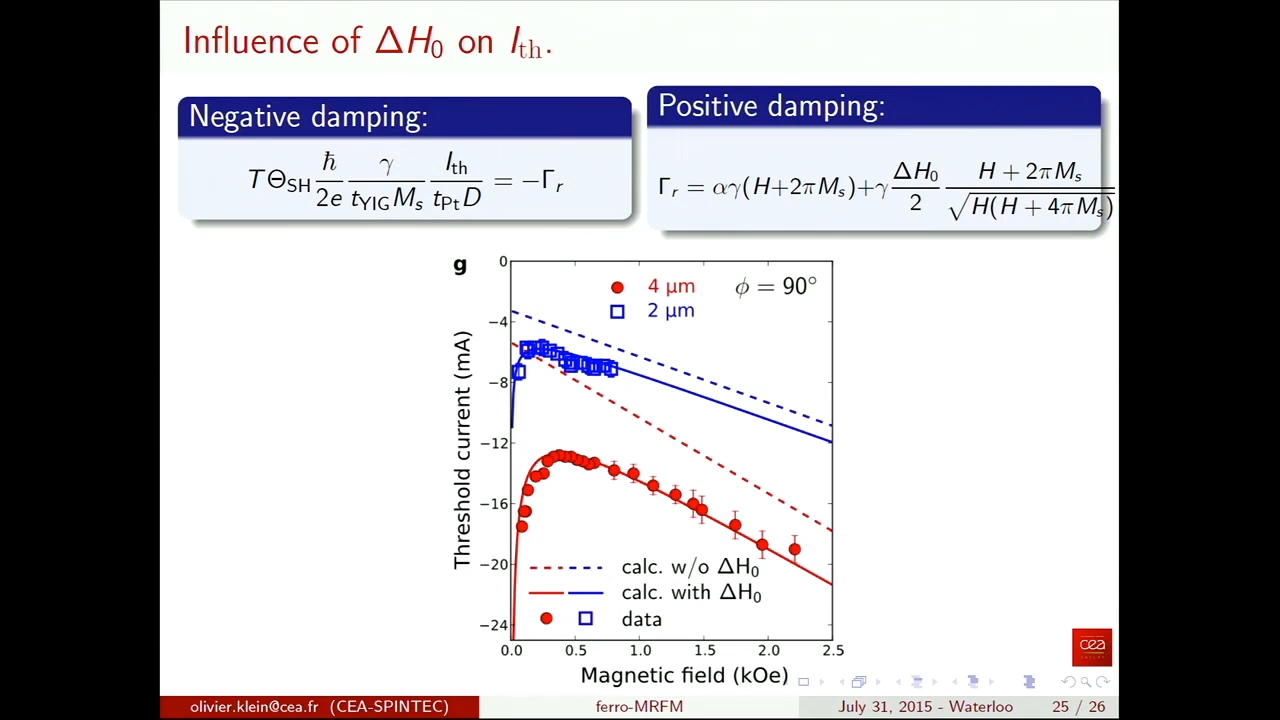 Influence of ΔH₀ on I_th.
Negative damping:
TΘ_SH ħ/2e γ/(t_YIG M_s) I_th/(t_Pt D) = −Γ_r
Positive damping:
Γ_r = αγ(H+2πM_s)+γ ΔH₀/2 (H + 2πM_s)/√(H(H + 4πM_s))
g
4 µm
2 µm
ϕ = 90°
0
−4
−8
−12
−16
−20
−24
Threshold current (mA)
calc. w/o ΔH₀
calc. with ΔH₀
data
0.0 0.5 1.0 1.5 2.0 2.5
Magnetic field (kOe)
cea
olivier.klein@cea.fr (CEA-SPINTEC) ferro-MRFM July 31, 2015 - Waterloo 25 / 26